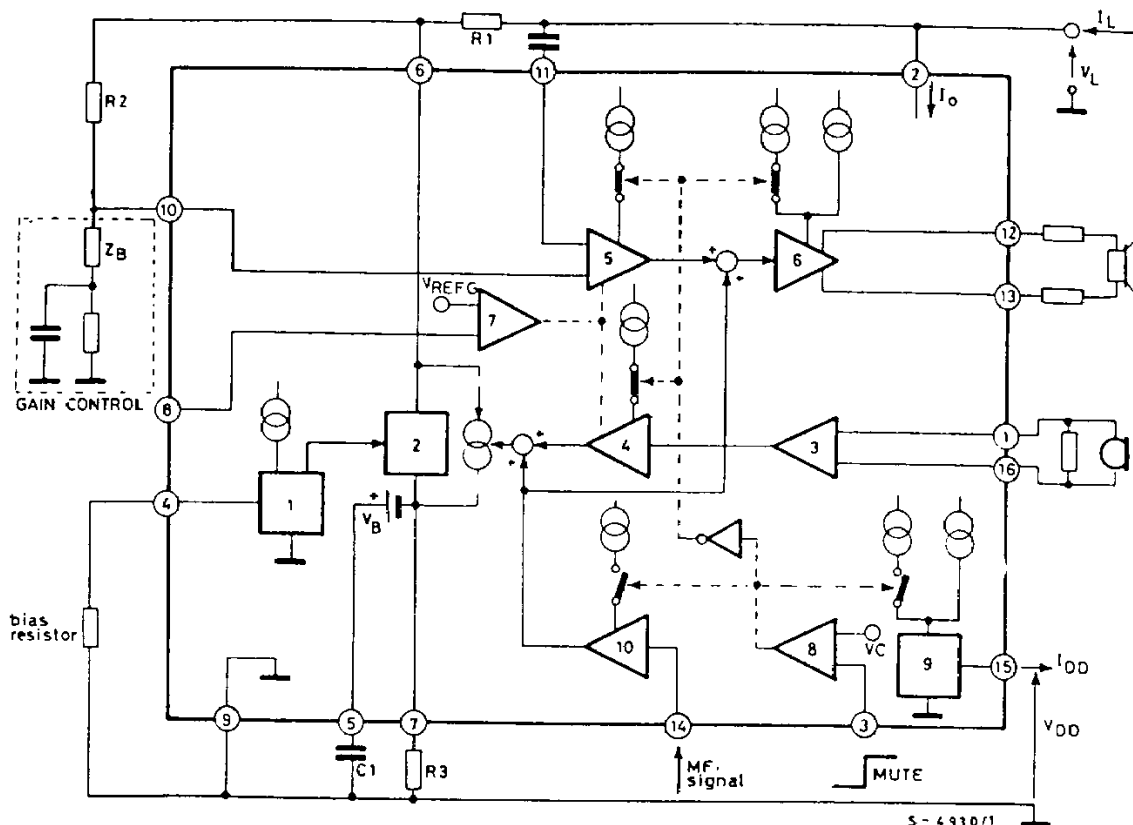 R1
I_L
6
11
2
V_L
I_o
R2
10
Z_B
12
5
+
+
6
13
V_REFG
7
GAIN CONTROL
8
2
+
4
3
1
+
16
4
1
+
V_B
bias
resistor
10
8
VC
9
15
I_DD
9
5
7
14
3
V_DD
C1
R3
MF.
signal
MUTE
S-4930/1